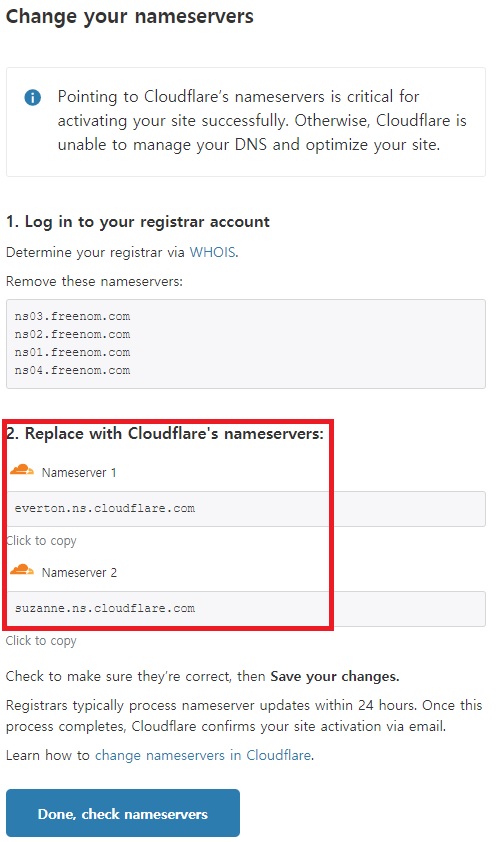 Change your nameservers
Pointing to Cloudflare's nameservers is critical for
activating your site successfully. Otherwise, Cloudflare is
unable to manage your DNS and optimize your site.
1. Log in to your registrar account
Determine your registrar via WHOIS.
Remove these nameservers:
ns03.freenom.com
ns02.freenom.com
ns01.freenom.com
ns04.freenom.com
2. Replace with Cloudflare's nameservers:
Nameserver 1
everton.ns.cloudflare.com
Click to copy
Nameserver 2
suzanne.ns.cloudflare.com
Click to copy
Check to make sure they're correct, then Save your changes.
Registrars typically process nameserver updates within 24 hours. Once this
process completes, Cloudflare confirms your site activation via email.
Learn how to change nameservers in Cloudflare.
Done, check nameservers